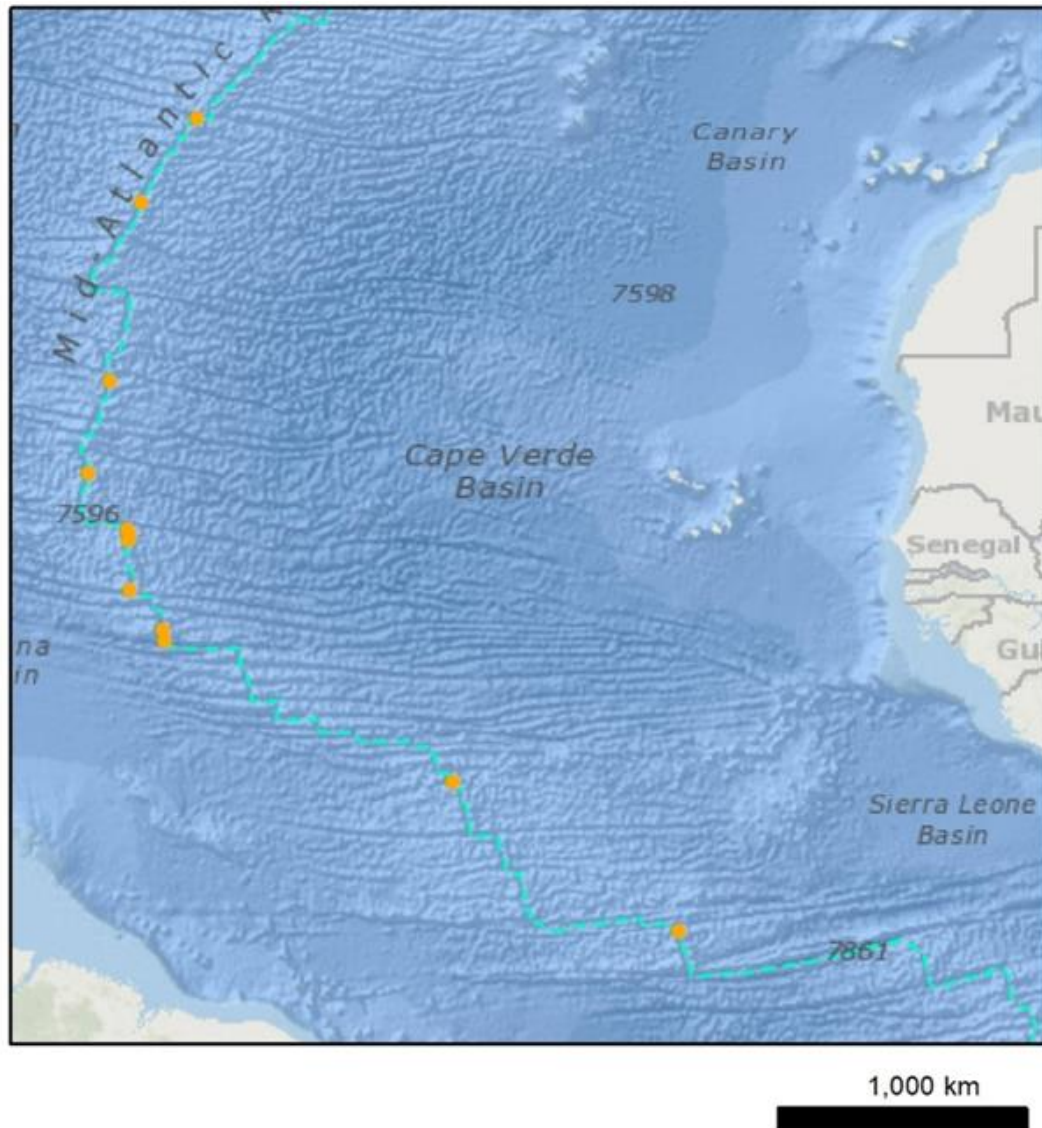 Mid-Atlantic
Canary
Basin
7598
Mau
Cape Verde
Basin
7596
Senegal
na
in
Gui
Sierra Leone
Basin
7861
1,000 km